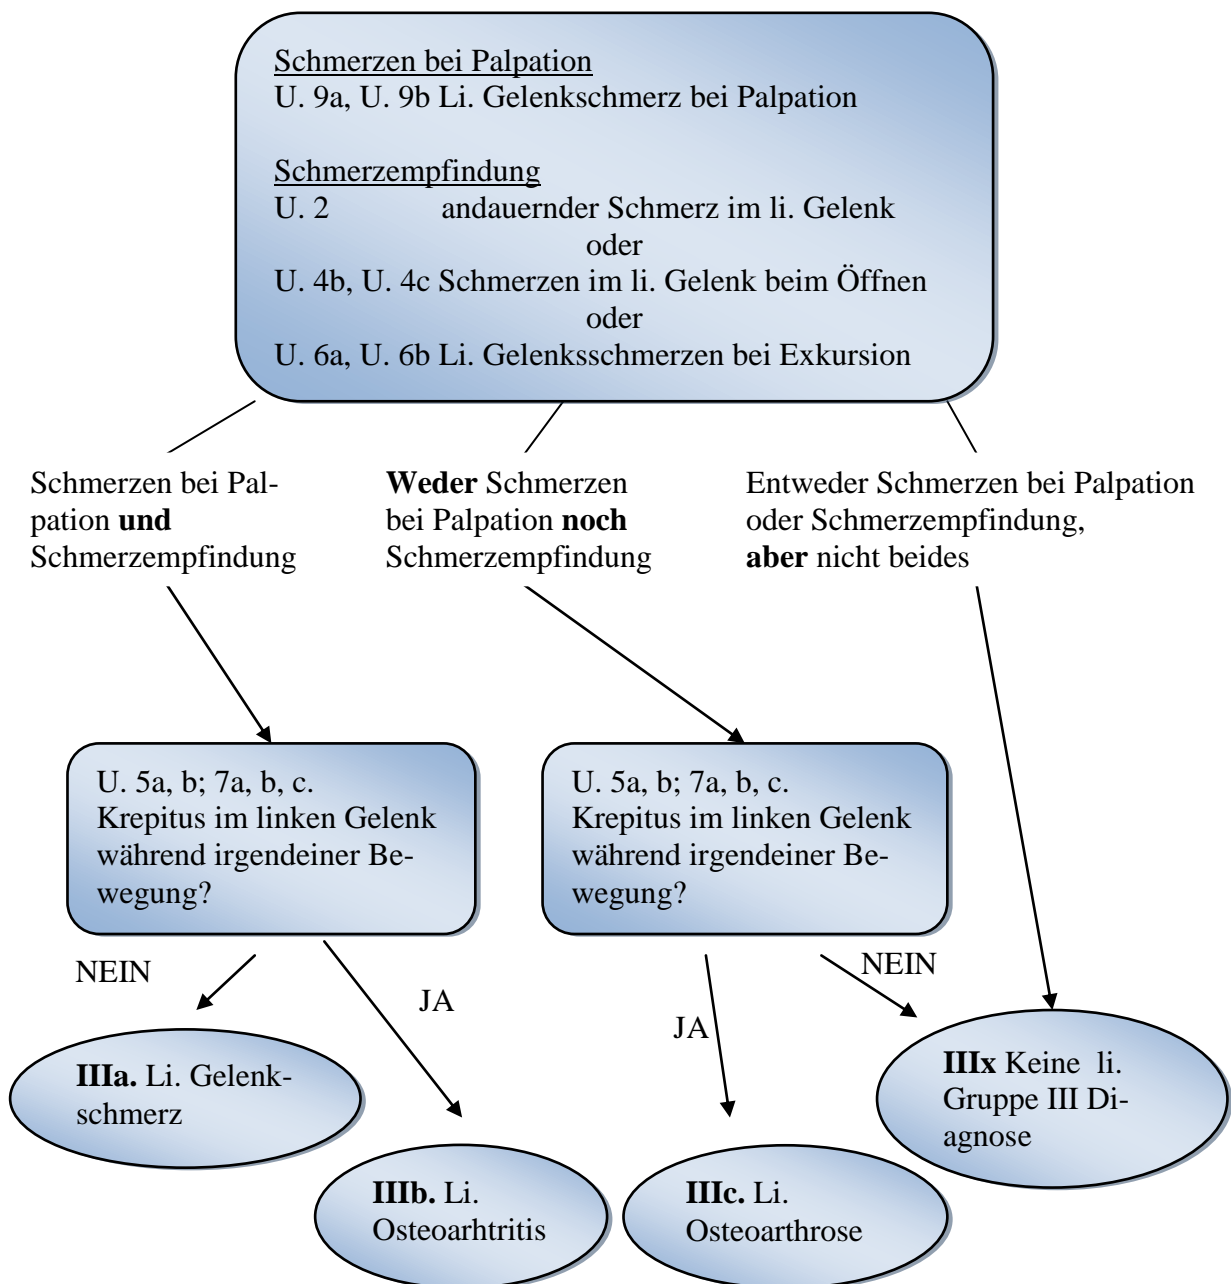 Schmerzen bei Palpation
U. 9a, U. 9b Li. Gelenkschmerz bei Palpation
Schmerzempfindung
U. 2 andauernder Schmerz im li. Gelenk
oder
U. 4b, U. 4c Schmerzen im li. Gelenk beim Öffnen
oder
U. 6a, U. 6b Li. Gelenksschmerzen bei Exkursion
Schmerzen bei Pal-
pation und
Schmerzempfindung
Weder Schmerzen
bei Palpation noch
Schmerzempfindung
Entweder Schmerzen bei Palpation
oder Schmerzempfindung,
aber nicht beides
U. 5a, b; 7a, b, c.
Krepitus im linken Gelenk
während irgendeiner Be-
wegung?
U. 5a, b; 7a, b, c.
Krepitus im linken Gelenk
während irgendeiner Be-
wegung?
NEIN
JA
JA
NEIN
IIIa. Li. Gelenk-
schmerz
IIIb. Li.
Osteoarhtritis
IIIc. Li.
Osteoarthrose
IIIx Keine li.
Gruppe III Di-
agnose